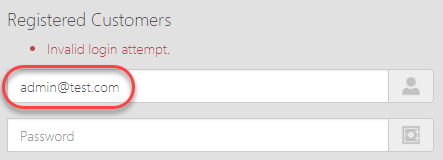 Registered Customers
• Invalid login attempt.
admin@test.com
Password